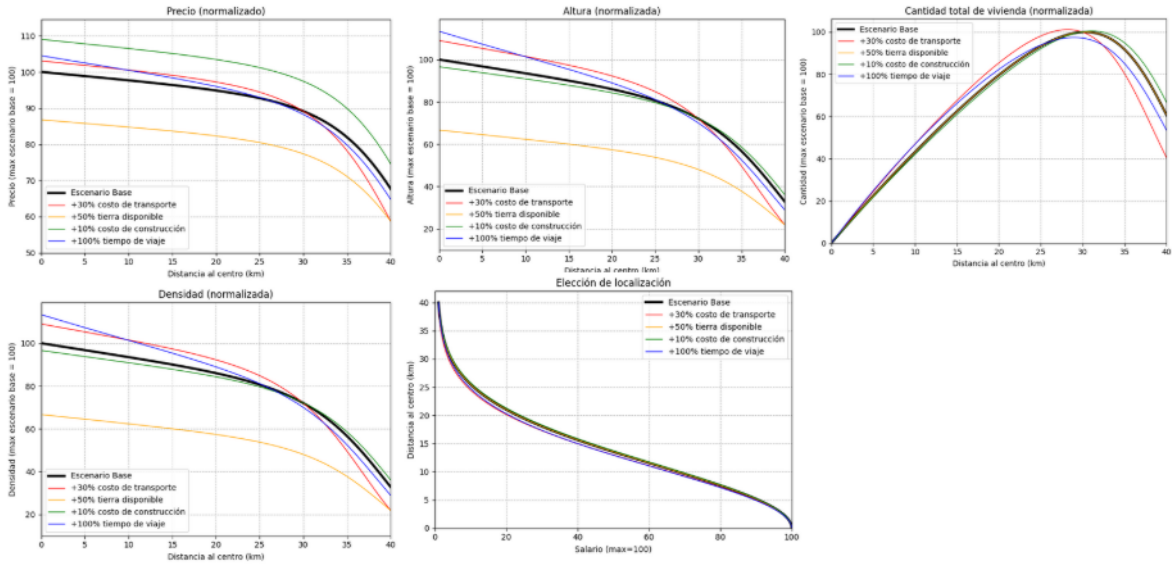 Precio (normalizado)
Precio (max escenario base = 100)
110
100
90
80
70
60
50
Escenario Base
+30% costo de transporte
+50% tierra disponible
+10% costo de construcción
+100% tiempo de viaje
0 5 10 15 20 25 30 35 40
Distancia al centro (km)
Altura (normalizada)
Altura (max escenario base = 100)
100
80
60
40
20
Escenario Base
+30% costo de transporte
+50% tierra disponible
+10% costo de construcción
+100% tiempo de viaje
0 5 10 15 20 25 30 35 40
Distancia al centro (km)
Cantidad total de vivienda (normalizada)
Cantidad (max escenario base = 100)
100
80
60
40
20
0
Escenario Base
+30% costo de transporte
+50% tierra disponible
+10% costo de construcción
+100% tiempo de viaje
0 5 10 15 20 25 30 35 40
Distancia al centro (km)
Densidad (normalizada)
Densidad (max escenario base = 100)
100
80
60
40
20
Escenario Base
+30% costo de transporte
+50% tierra disponible
+10% costo de construcción
+100% tiempo de viaje
0 5 10 15 20 25 30 35 40
Distancia al centro (km)
Elección de localización
Distancia al centro (km)
40
35
30
25
20
15
10
5
0
Escenario Base
+30% costo de transporte
+50% tierra disponible
+10% costo de construcción
+100% tiempo de viaje
0 20 40 60 80 100
Salario (max=100)